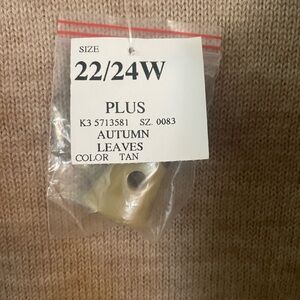 SIZE
22/24W
PLUS
K3 5713581 SZ. 0083
AUTUMN
LEAVES
COLOR TAN